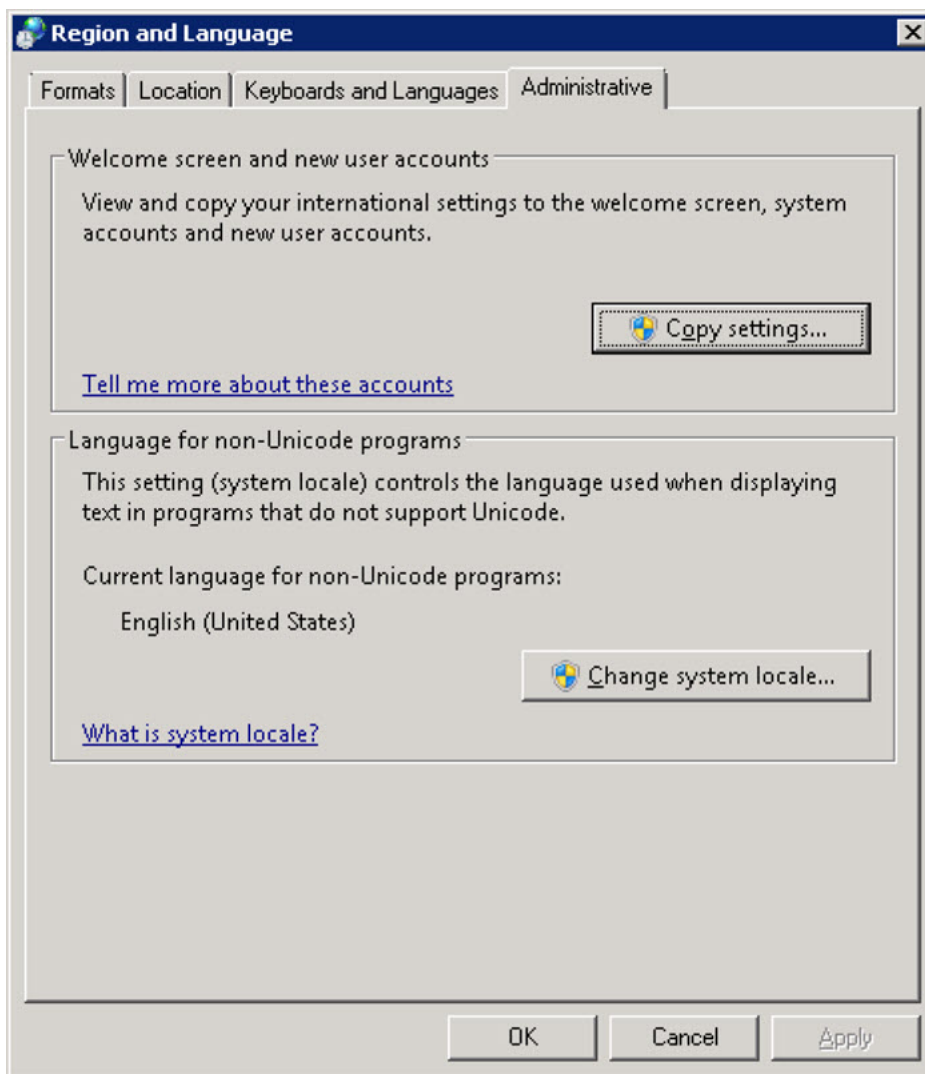 Region and Language
Formats Location Keyboards and Languages Administrative
Welcome screen and new user accounts
View and copy your international settings to the welcome screen, system
accounts and new user accounts.
Copy settings...
Tell me more about these accounts
Language for non-Unicode programs
This setting (system locale) controls the language used when displaying
text in programs that do not support Unicode.
Current language for non-Unicode programs:
English (United States)
Change system locale...
What is system locale?
OK Cancel Apply